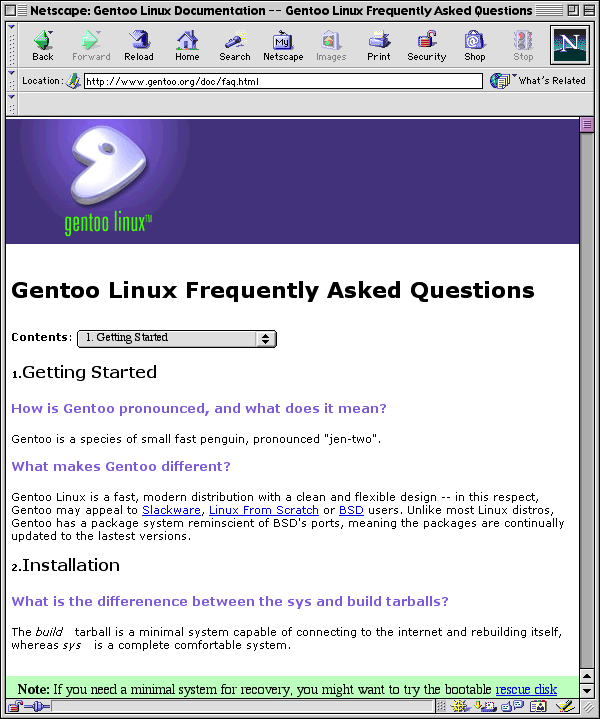 Netscape: Gentoo Linux Documentation -- Gentoo Linux Frequently Asked Questions
Back Forward Reload Home Search Netscape Images Print Security Shop Stop
My
N
Location: http://www.gentoo.org/doc/faq.html What's Related
gentoo linux™
Gentoo Linux Frequently Asked Questions
Contents: 1. Getting Started
1.Getting Started
How is Gentoo pronounced, and what does it mean?
Gentoo is a species of small fast penguin, pronounced "jen-two".
What makes Gentoo different?
Gentoo Linux is a fast, modern distribution with a clean and flexible design -- in this respect,
Gentoo may appeal to Slackware, Linux From Scratch or BSD users. Unlike most Linux distros,
Gentoo has a package system reminscient of BSD's ports, meaning the packages are continually
updated to the lastest versions.
2.Installation
What is the differenence between the sys and build tarballs?
The build tarball is a minimal system capable of connecting to the internet and rebuilding itself,
whereas sys is a complete comfortable system.
Note: If you need a minimal system for recovery, you might want to try the bootable rescue disk